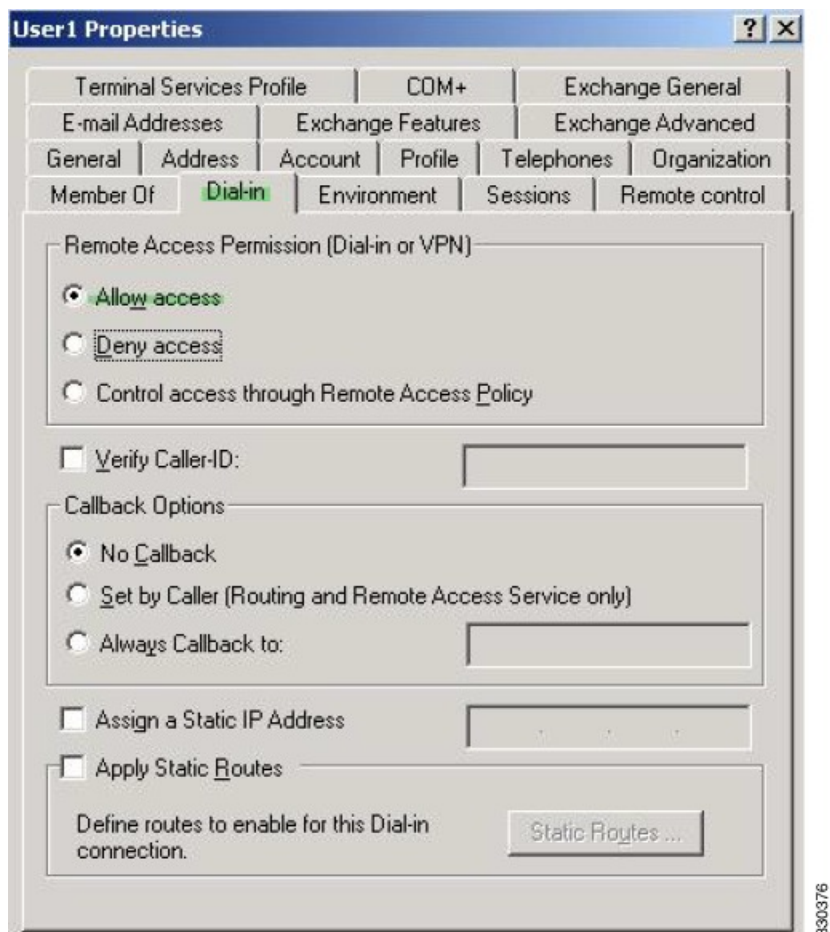 User1 Properties
Terminal Services Profile COM+ Exchange General
E-mail Addresses Exchange Features Exchange Advanced
General Address Account Profile Telephones Organization
Member Of Dial-in Environment Sessions Remote control
Remote Access Permission (Dial-in or VPN)
Allow access
Deny access
Control access through Remote Access Policy
Verify Caller-ID:
Callback Options
No Callback
Set by Caller (Routing and Remote Access Service only)
Always Callback to:
Assign a Static IP Address
Apply Static Routes
Define routes to enable for this Dial-in
connection.
Static Routes ...
330376